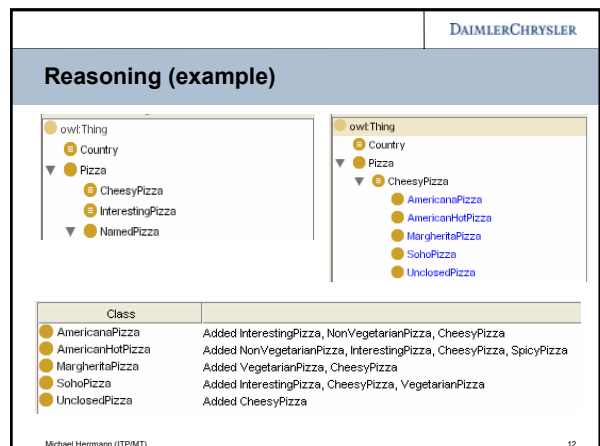 DAIMLERCHRYSLER
Reasoning (example)
owl:Thing
Country
Pizza
CheesyPizza
InterestingPizza
NamedPizza
owl:Thing
Country
Pizza
CheesyPizza
AmericanaPizza
AmericanHotPizza
MargheritaPizza
SohoPizza
UnclosedPizza
Class
AmericanaPizza Added InterestingPizza, NonVegetarianPizza, CheesyPizza
AmericanHotPizza Added NonVegetarianPizza, InterestingPizza, CheesyPizza, SpicyPizza
MargheritaPizza Added VegetarianPizza, CheesyPizza
SohoPizza Added InterestingPizza, CheesyPizza, VegetarianPizza
UnclosedPizza Added CheesyPizza
Michael Herrmann (ITP/MT) 12